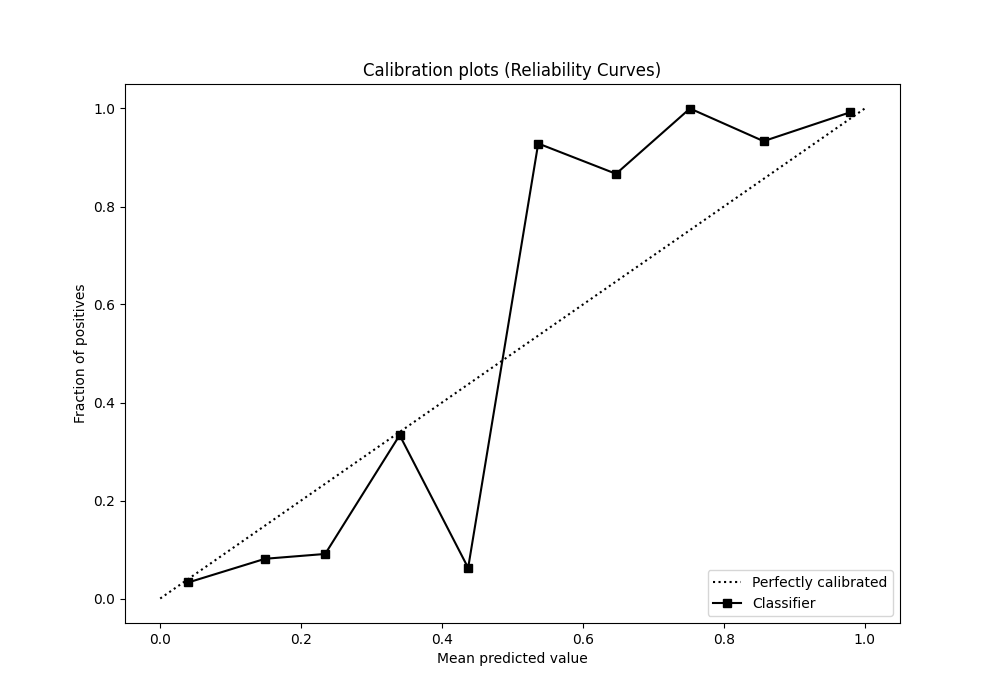 Calibration plots (Reliability Curves)
Fraction of positives
1.0
0.8
0.6
0.4
0.2
0.0
0.0 0.2 0.4 0.6 0.8 1.0
Mean predicted value
Perfectly calibrated
Classifier